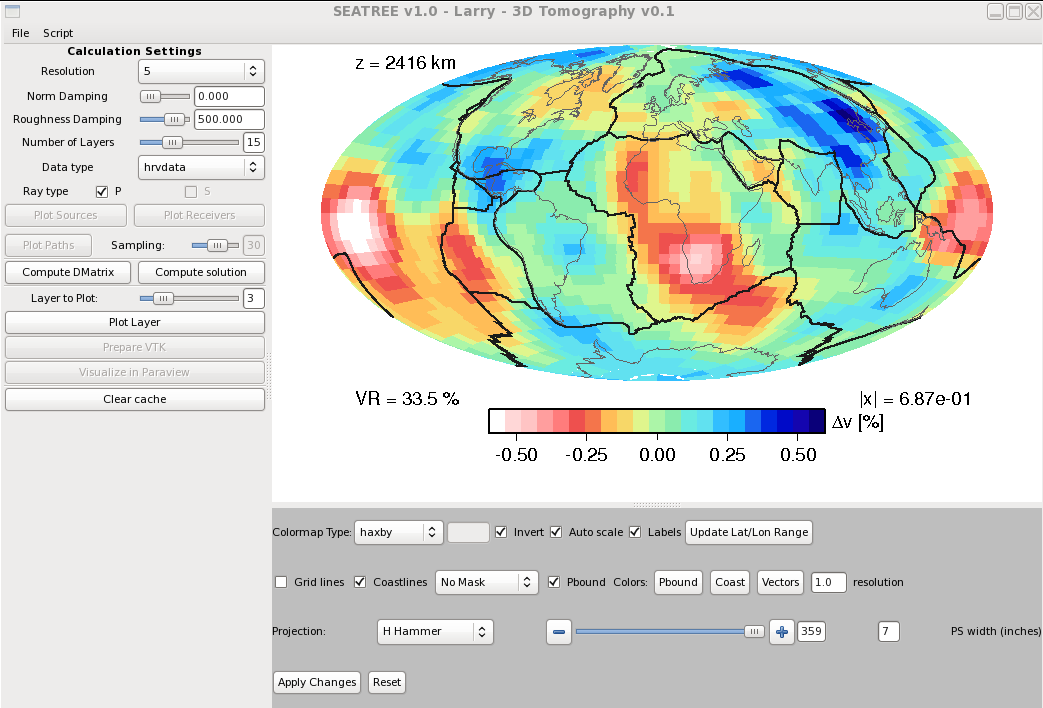 SEATREE v1.0 - Larry - 3D Tomography v0.1
File Script
Calculation Settings
Resolution 5
Norm Damping 0.000
Roughness Damping 500.000
Number of Layers 15
Data type hrvdata
Ray type P S
Plot Sources Plot Receivers
Plot Paths Sampling: 30
Compute DMatrix Compute solution
Layer to Plot: 3
Plot Layer
Prepare VTK
Visualize in Paraview
Clear cache
z = 2416 km
VR = 33.5 % |x| = 6.87e-01
Δv [%]
-0.50 -0.25 0.00 0.25 0.50
Colormap Type: haxby Invert Auto scale Labels Update Lat/Lon Range
Grid lines Coastlines No Mask Pbound Colors: Pbound Coast Vectors 1.0 resolution
Projection: H Hammer 359 7 PS width (inches)
Apply Changes Reset